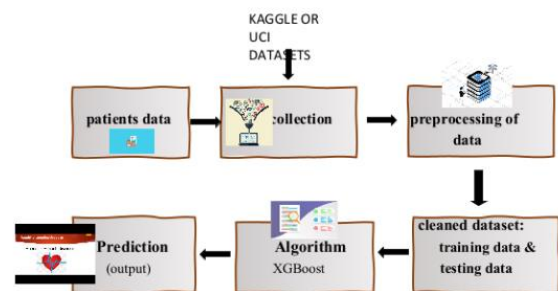 KAGGLE OR
UCI
DATASETS
patients data
collection
preprocessing of
data
cleaned dataset:
training data &
testing data
Algorithm
XGBoost
Prediction
(output)